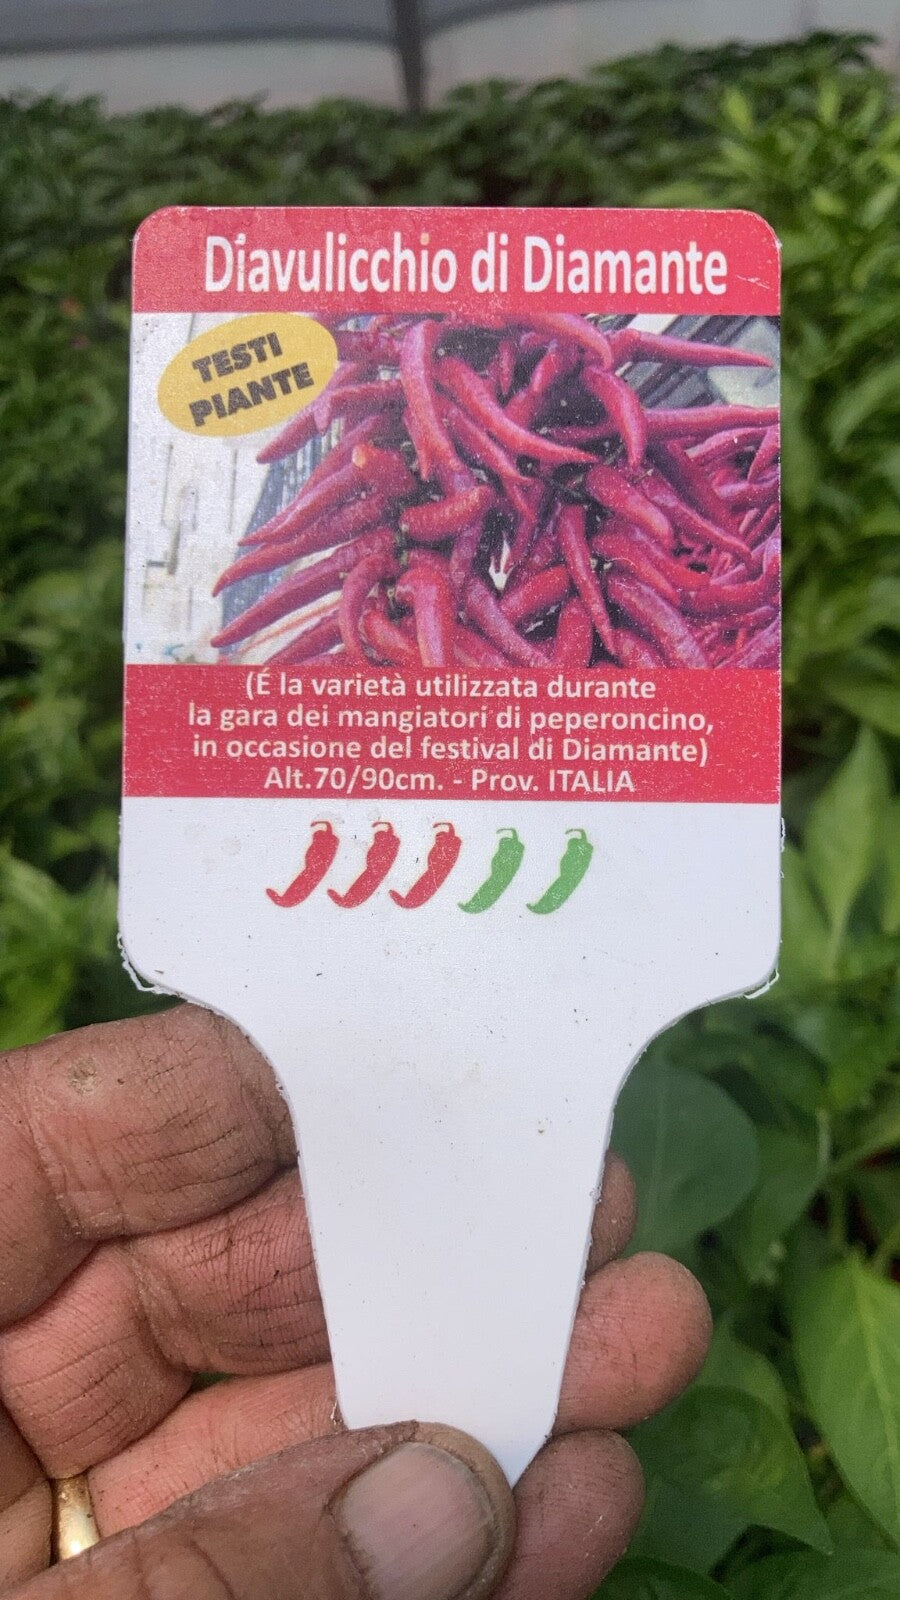 Diavulicchio di Diamante
TESTI
PIANTE
(É la varietà utilizzata durante
la gara dei mangiatori di peperoncino,
in occasione del festival di Diamante)
Alt.70/90cm. - Prov. ITALIA